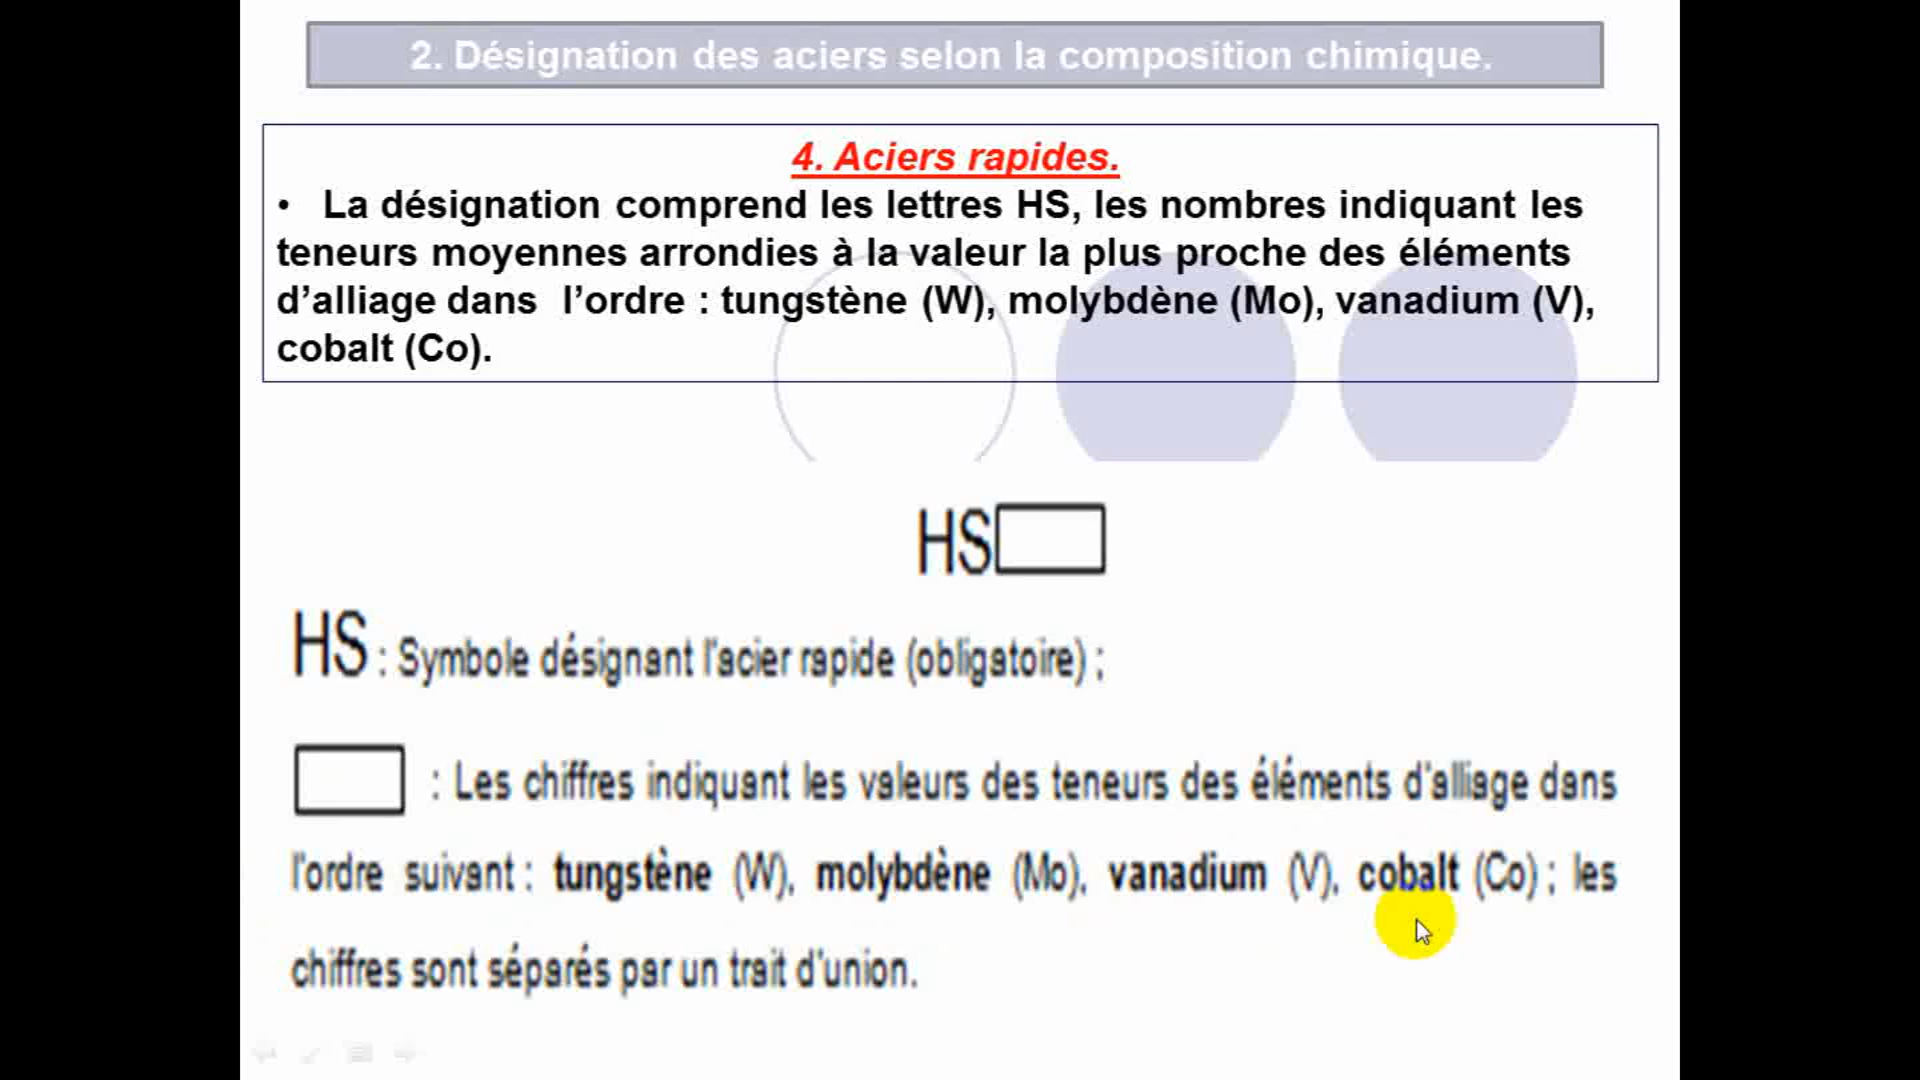 2. Désignation des aciers selon la composition chimique.
4. Aciers rapides.
• La désignation comprend les lettres HS, les nombres indiquant les
teneurs moyennes arrondies à la valeur la plus proche des éléments
d’alliage dans l’ordre : tungstène (W), molybdène (Mo), vanadium (V),
cobalt (Co).
HS
HS : Symbole désignant l'acier rapide (obligatoire) ;
: Les chiffres indiquant les valeurs des teneurs des éléments d'alliage dans
l'ordre suivant : tungstène (W), molybdène (Mo), vanadium (V), cobalt (Co) ; les
chiffres sont séparés par un trait d'union.